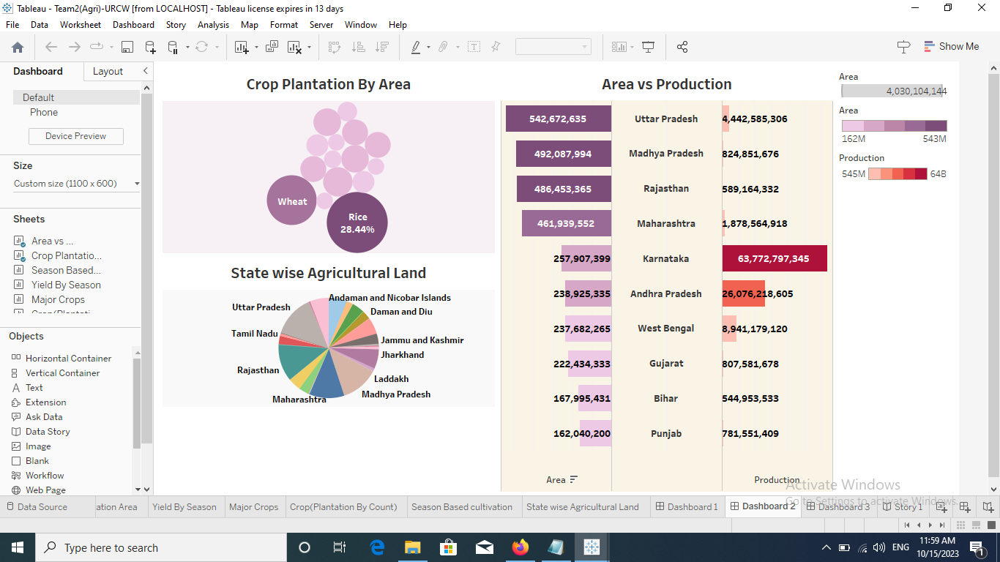 Tableau - Team2(Agri)-URCW [from LOCALHOST] - Tableau license expires in 13 days
File Data Worksheet Dashboard Story Analysis Map Format Server Window Help
Show Me
Dashboard Layout
Default
Phone
Device Preview
Size
Custom size (1100 x 600)
Sheets
Area vs ...
Crop Plantatio...
Season Based...
Yield By Season
Major Crops
Objects
Horizontal Container
Vertical Container
Text
Extension
Ask Data
Data Story
Image
Blank
Workflow
Web Page
Crop Plantation By Area
Wheat
Rice
28.44%
State wise Agricultural Land
Andaman and Nicobar Islands
Uttar Pradesh
Daman and Diu
Tamil Nadu
Jammu and Kashmir
Jharkhand
Rajasthan
Laddakh
Madhya Pradesh
Maharashtra
Area vs Production
542,672,635 Uttar Pradesh 4,442,585,306
492,087,994 Madhya Pradesh 824,851,676
486,453,365 Rajasthan 589,164,332
461,939,552 Maharashtra 1,878,564,918
257,907,399 Karnataka 63,772,797,345
238,925,335 Andhra Pradesh 26,076,218,605
237,682,265 West Bengal 8,941,179,120
222,434,333 Gujarat 807,581,678
167,995,431 Bihar 544,953,533
162,040,200 Punjab 781,551,409
Area Production
Area
4,030,104,144
Area
162M 543M
Production
545M 64B
Activate Windows
Go to Settings to activate Windows.
Data Source ation Area Yield By Season Major Crops Crop(Plantation By Count) Season Based cultivation State wise Agricultural Land Dashboard 1 Dashboard 2 Dashboard 3 Story 1
Type here to search
ENG
11:59 AM
10/15/2023
1